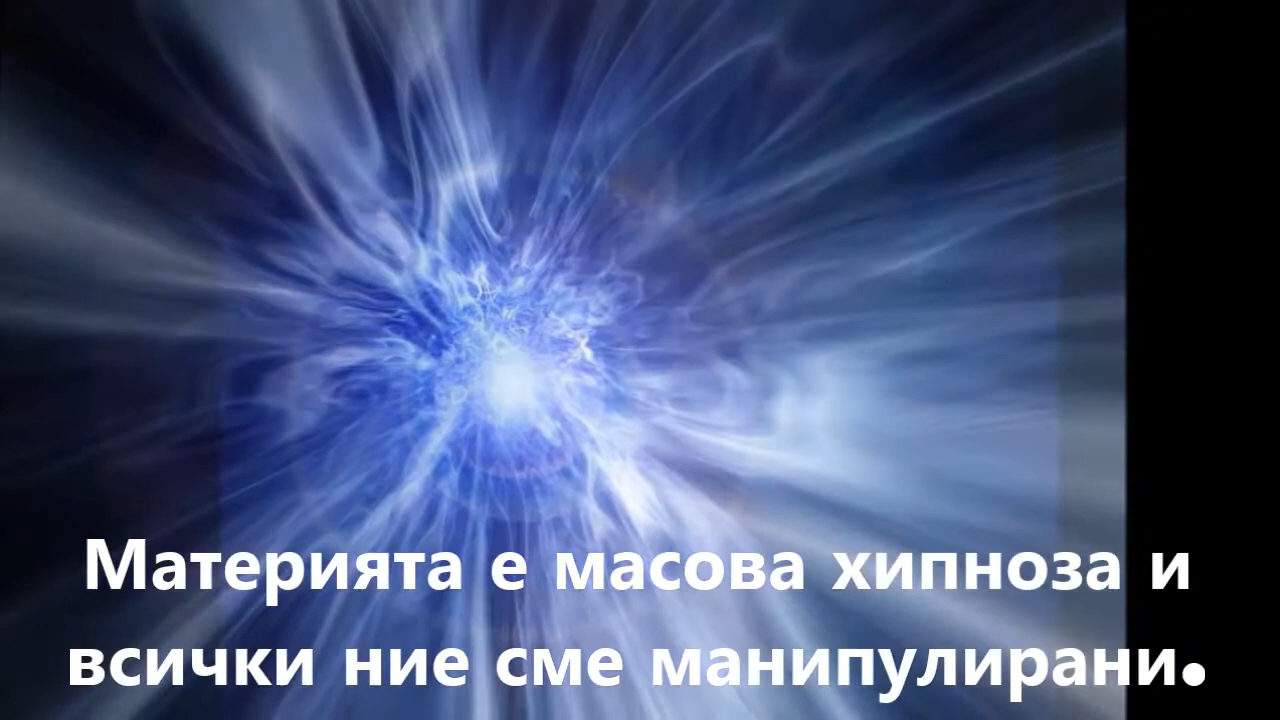 Материята е масова хипноза и
всички ние сме манипулирани.